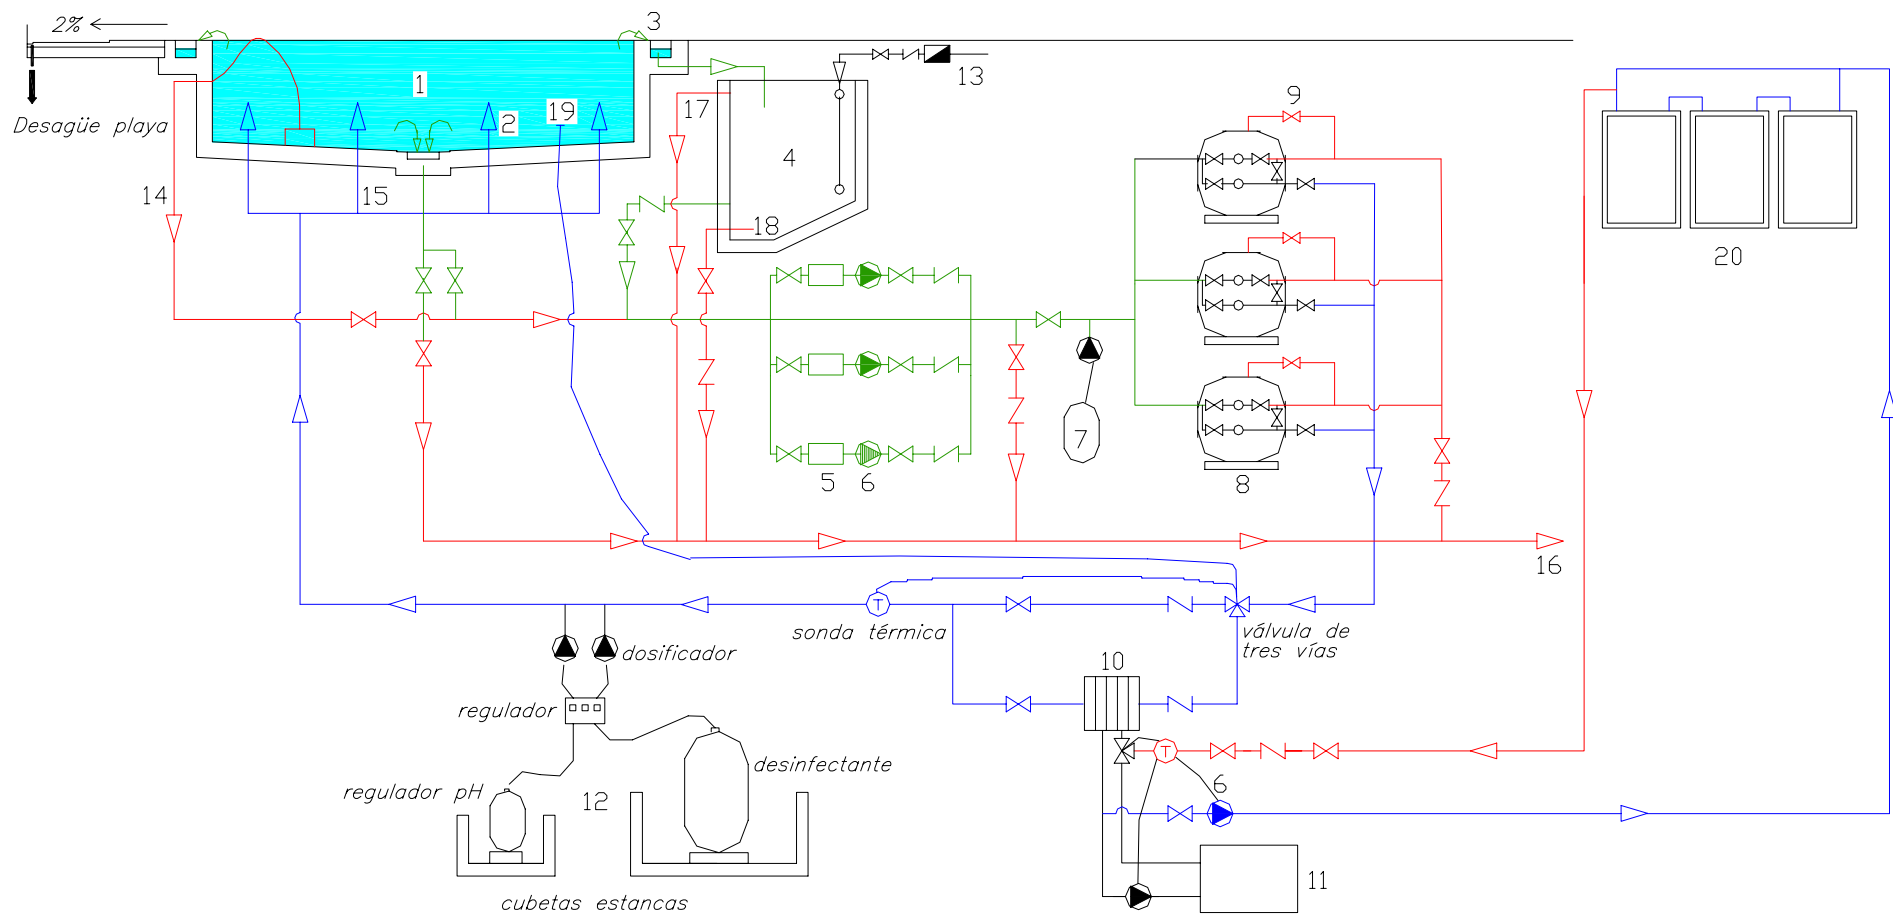 2%
3
13
1
9
Desagüe playa
19
2
17
4
14
15
18
20
7
5
6
8
16
sonda térmica
válvula de
tres vías
dosificador
10
regulador
desinfectante
T
T
regulador pH
12
6
11
cubetas estancas